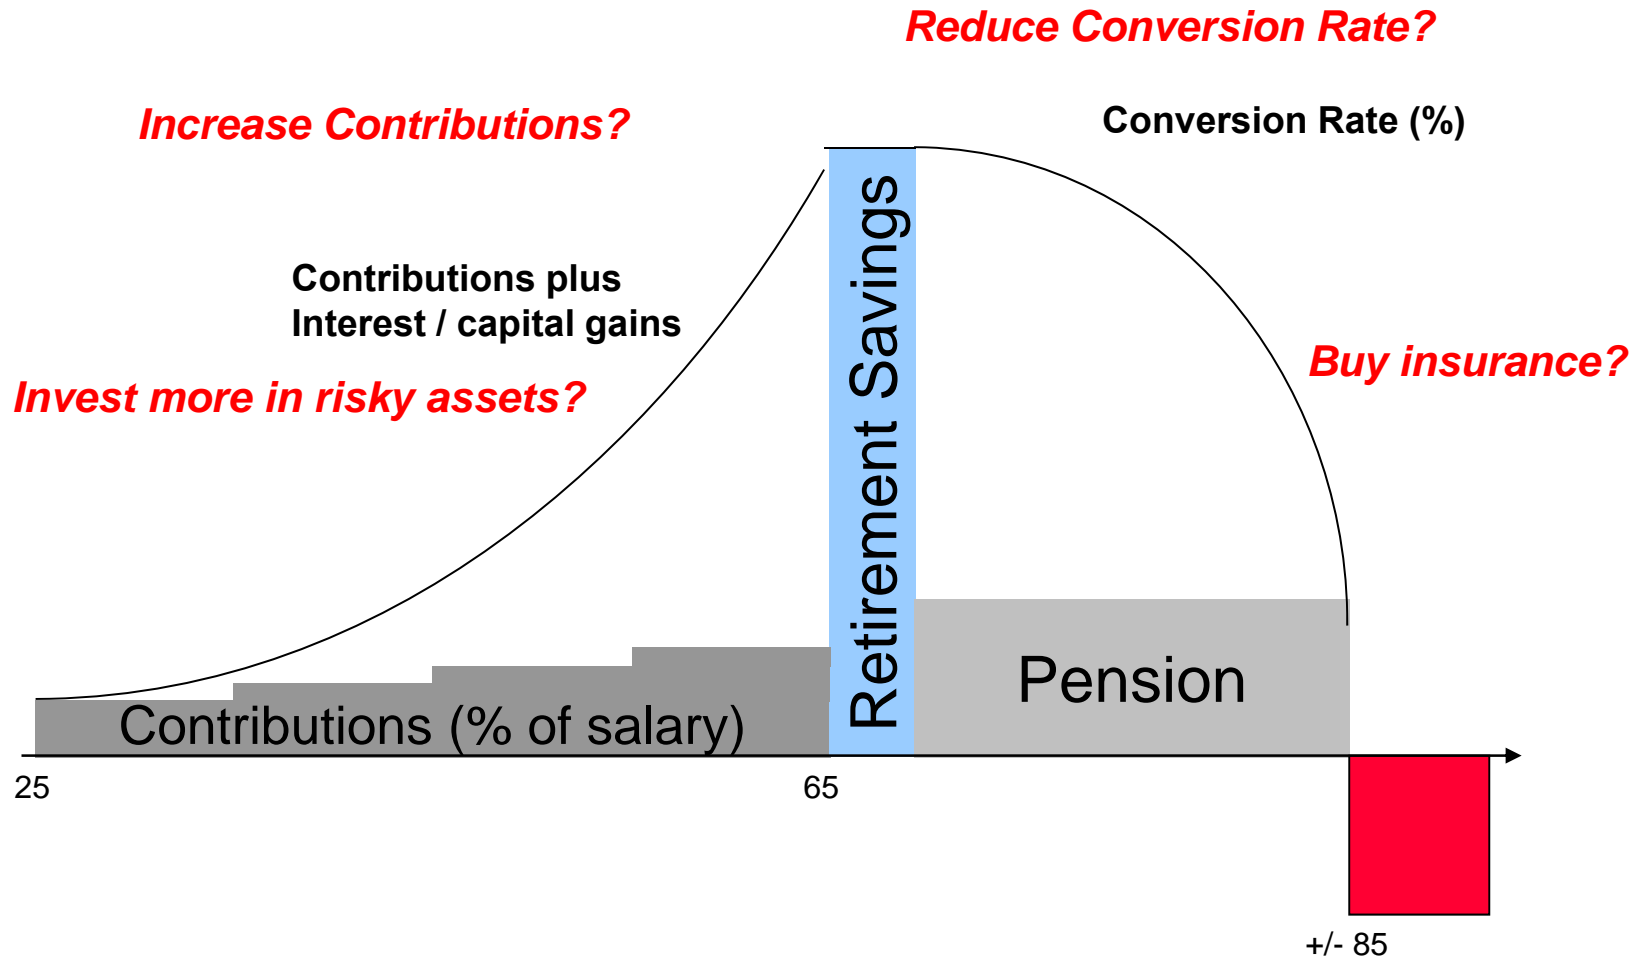 Reduce Conversion Rate?
Increase Contributions?
Conversion Rate (%)
Contributions plus
Interest / capital gains
Invest more in risky assets?
Buy insurance?
Retirement Savings
Contributions (% of salary)
Pension
25
65
+/- 85